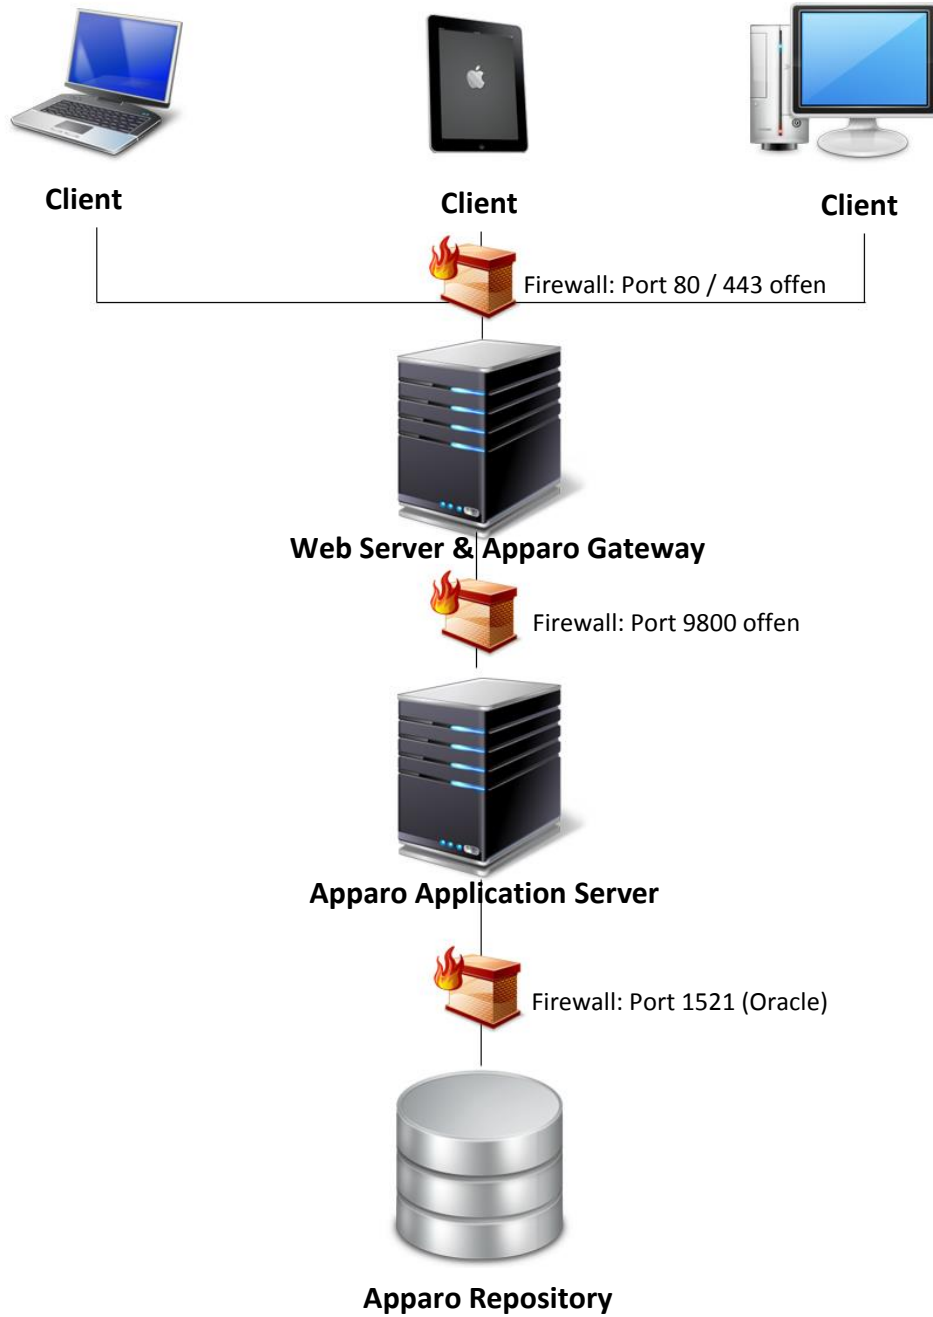 Client
Client
Client
Firewall: Port 80 / 443 offen
Web Server & Apparo Gateway
Firewall: Port 9800 offen
Apparo Application Server
Firewall: Port 1521 (Oracle)
Apparo Repository